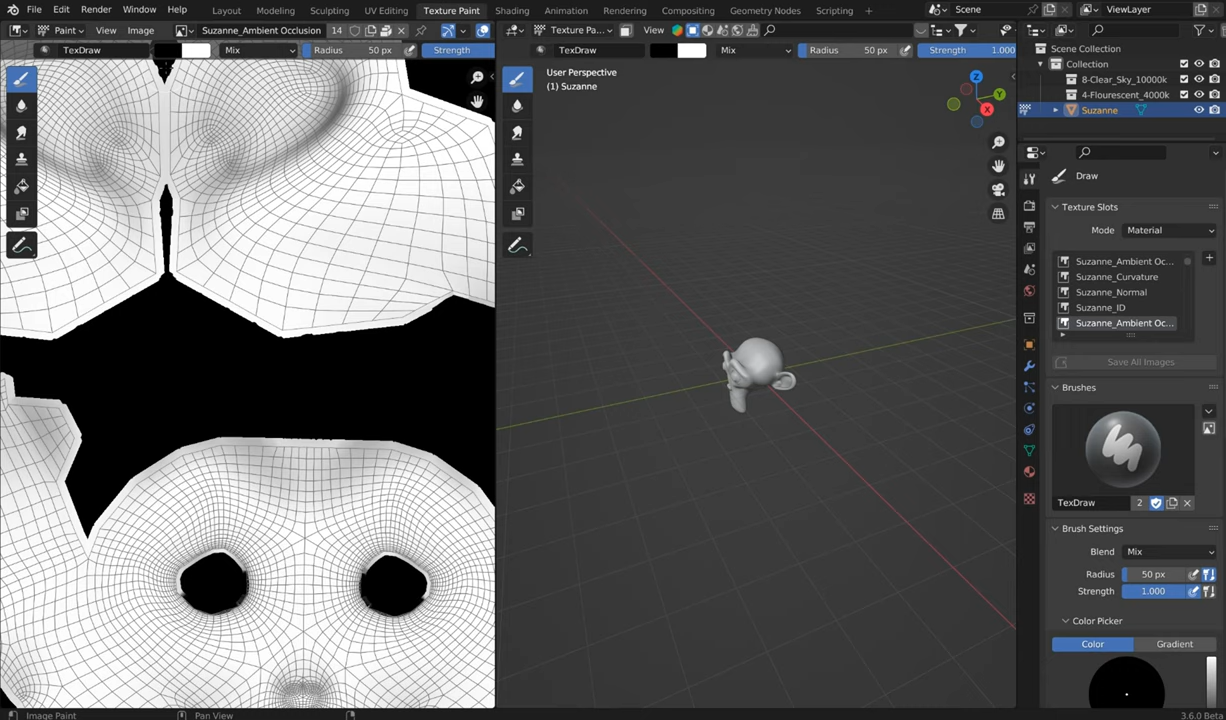 File Edit Render Window Help Layout Modeling Sculpting UV Editing Texture Paint Shading Animation Rendering Compositing Geometry Nodes Scripting + Scene ViewLayer
Paint View Image Suzanne_Ambient Occlusion 14 Texture Pa... View
TexDraw Mix Radius 50 px Strength TexDraw Mix Radius 50 px Strength 1.000
User Perspective
(1) Suzanne
Z
Y
X
Scene Collection
Collection
8-Clear_Sky_10000k
4-Flourescent_4000k
Suzanne
Draw
Texture Slots
Mode Material
Suzanne_Ambient Oc...
Suzanne_Curvature
Suzanne_Normal
Suzanne_ID
Suzanne_Ambient Oc...
Save All Images
Brushes
TexDraw 2
Brush Settings
Blend Mix
Radius 50 px
Strength 1.000
Color Picker
Color Gradient
Image Paint Pan View 3.6.0 Beta